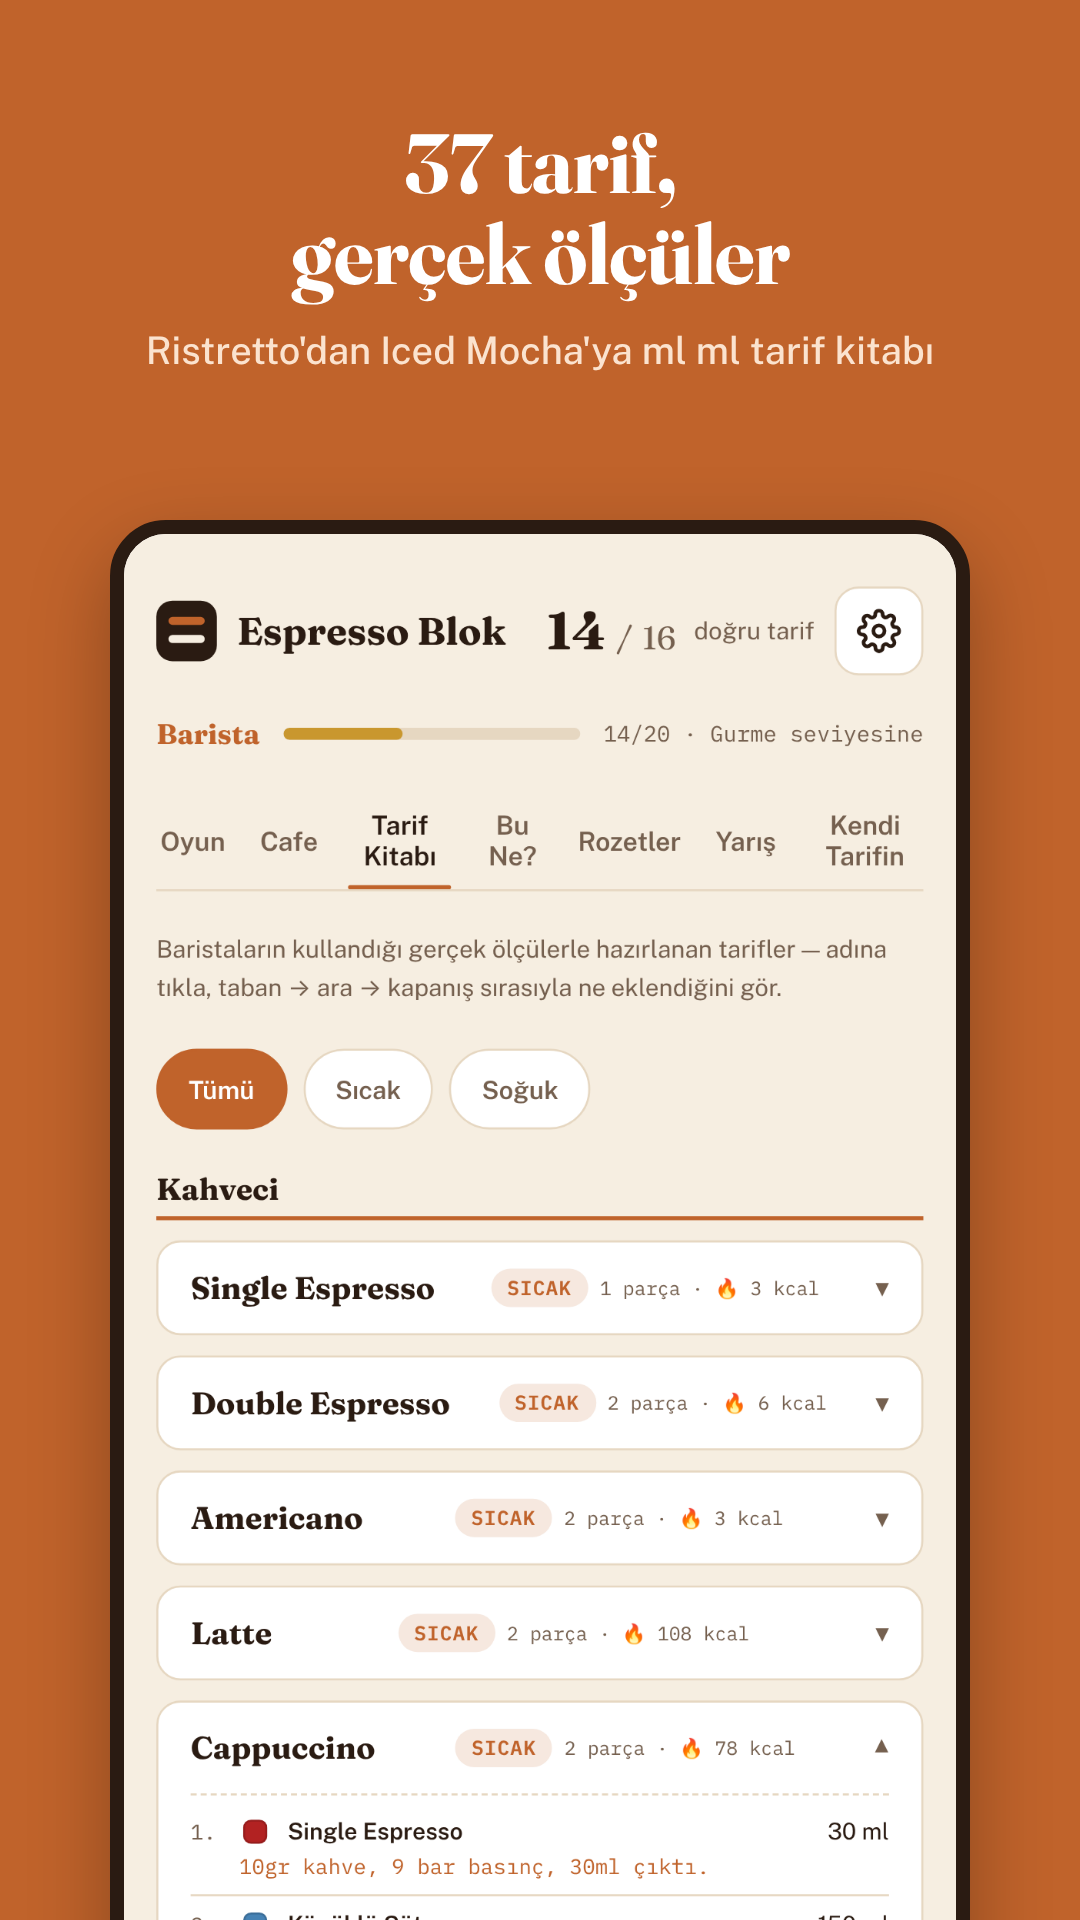 37 tarif,
gerçek ölçüler
Ristretto'dan Iced Mocha'ya ml ml tarif kitabı
Espresso Blok 14 / 16 doğru tarif
Barista 14/20 · Gurme seviyesine
Oyun Cafe Tarif Kitabı Bu Ne? Rozetler Yarış Kendi Tarifin
Baristaların kullandığı gerçek ölçülerle hazırlanan tarifler — adına
tıkla, taban → ara → kapanış sırasıyla ne eklendiğini gör.
Tümü Sıcak Soğuk
Kahveci
Single Espresso SICAK 1 parça · 🔥 3 kcal ▼
Double Espresso SICAK 2 parça · 🔥 6 kcal ▼
Americano SICAK 2 parça · 🔥 3 kcal ▼
Latte SICAK 2 parça · 🔥 108 kcal ▼
Cappuccino SICAK 2 parça · 🔥 78 kcal ▲
1. Single Espresso 30 ml
10gr kahve, 9 bar basınç, 30ml çıktı.